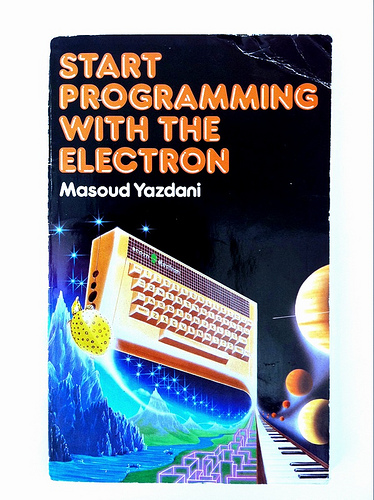 START
PROGRAMMING
WITH THE
ELECTRON
Masoud Yazdani